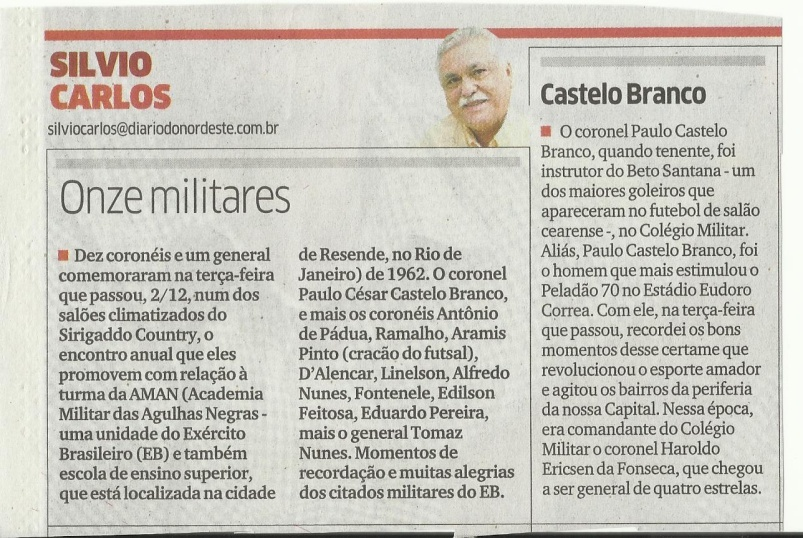 SILVIO
CARLOS
silviocarlos@diariodonordeste.com.br
Onze militares
Dez coronéis e um general
comemoraram na terça-feira
que passou, 2/12, num dos
salões climatizados do
Sirigaddo Country, o
encontro anual que eles
promovem com relação à
turma da AMAN (Academia
Militar das Agulhas Negras -
uma unidade do Exército
Brasileiro (EB) e também
escola de ensino superior,
que está localizada na cidade
de Resende, no Rio de
Janeiro) de 1962. O coronel
Paulo César Castelo Branco,
e mais os coronéis Antônio
de Pádua, Ramalho, Aramis
Pinto (cracão do futsal),
D'Alencar, Linelson, Alfredo
Nunes, Fontenele, Edilson
Feitosa, Eduardo Pereira,
mais o general Tomaz
Nunes. Momentos de
recordação e muitas alegrias
dos citados militares do EB.
Castelo Branco
O coronel Paulo Castelo
Branco, quando tenente, foi
instrutor do Beto Santana - um
dos maiores goleiros que
apareceram no futebol de salão
cearense -, no Colégio Militar.
Aliás, Paulo Castelo Branco, foi
o homem que mais estimulou o
Peladão 70 no Estádio Eudoro
Correa. Com ele, na terça-feira
que passou, recordei os bons
momentos desse certame que
revolucionou o esporte amador
e agitou os bairros da periferia
da nossa Capital. Nessa época,
era comandante do Colégio
Militar o coronel Haroldo
Ericsen da Fonseca, que chegou
a ser general de quatro estrelas.